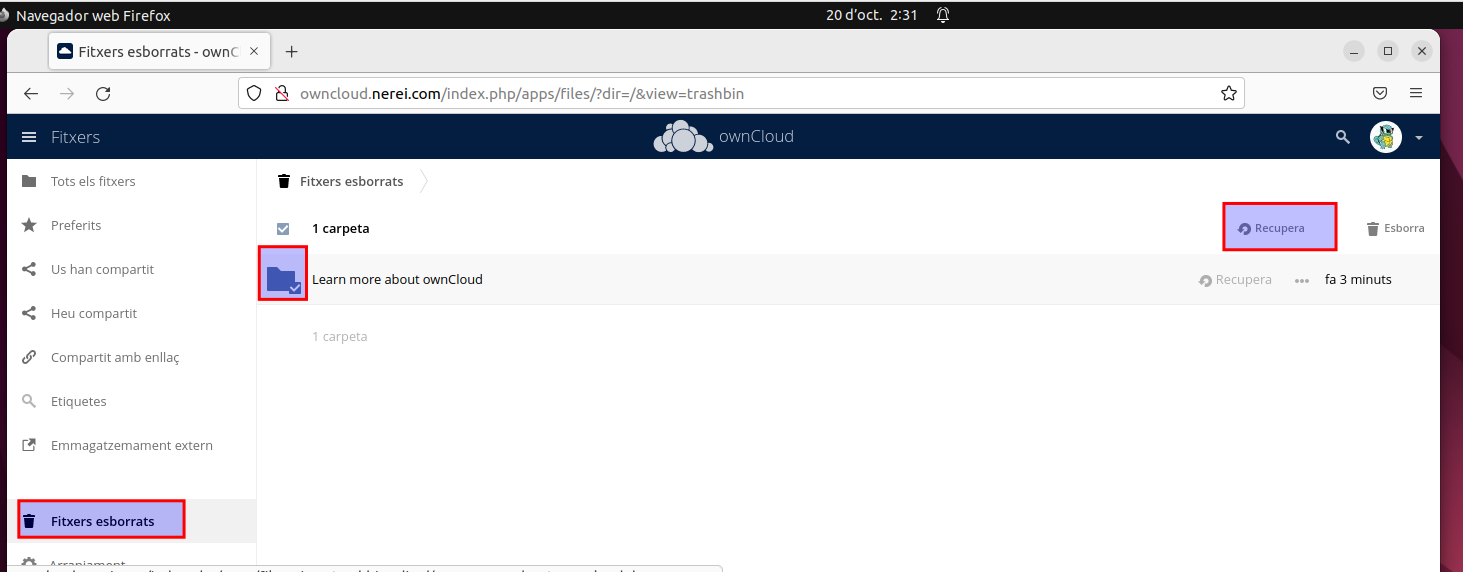 Navegador web Firefox
20 d'oct. 2:31
Fitxers esborrats - ownC
owncloud.nerei.com/index.php/apps/files/?dir=/&view=trashbin
Fitxers
ownCloud
Tots els fitxers
Preferits
Us han compartit
Heu compartit
Compartit amb enllaç
Etiquetes
Emmagatzemament extern
Fitxers esborrats
Arranjament
Fitxers esborrats
1 carpeta
Recupera
Esborra
Learn more about ownCloud
Recupera
fa 3 minuts
1 carpeta